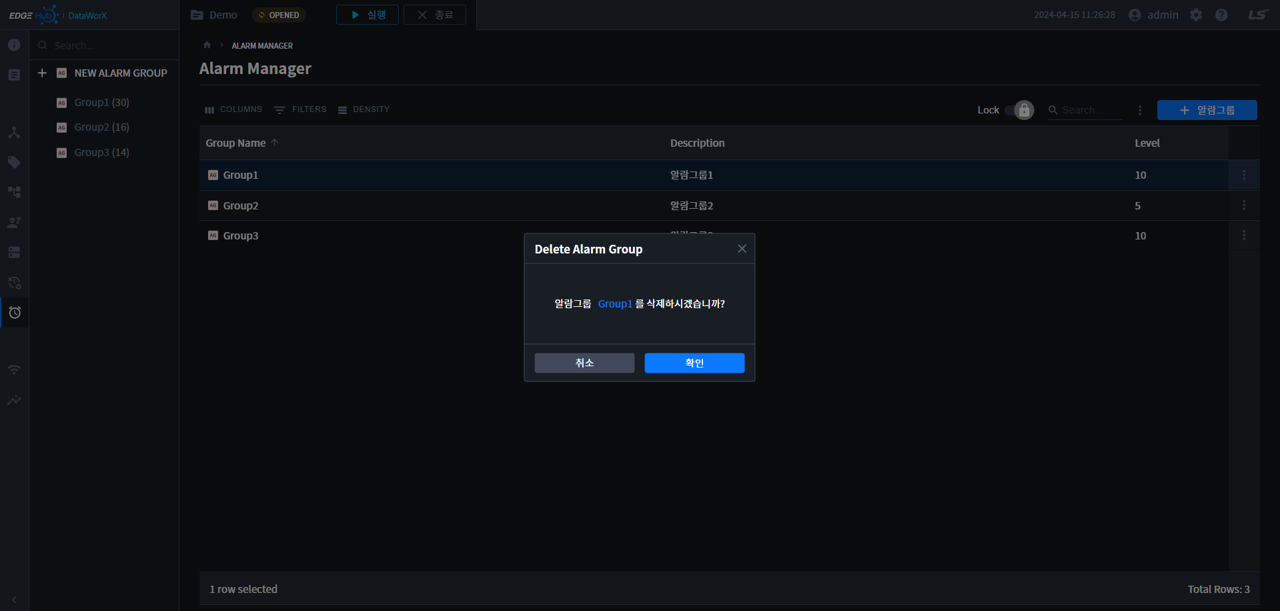 EDGE Hub | DataWorX
Demo
OPENED
실행
종료
2024-04-15 11:26:28
admin
LS
Search...
NEW ALARM GROUP
Group1 (30)
Group2 (16)
Group3 (14)
ALARM MANAGER
Alarm Manager
COLUMNS
FILTERS
DENSITY
Lock
Search
알람그룹
Group Name
Description
Level
AG Group1
알람그룹1
10
AG Group2
알람그룹2
5
AG Group3
10
Delete Alarm Group
알람그룹 Group1 를 삭제하시겠습니까?
취소
확인
1 row selected
Total Rows: 3